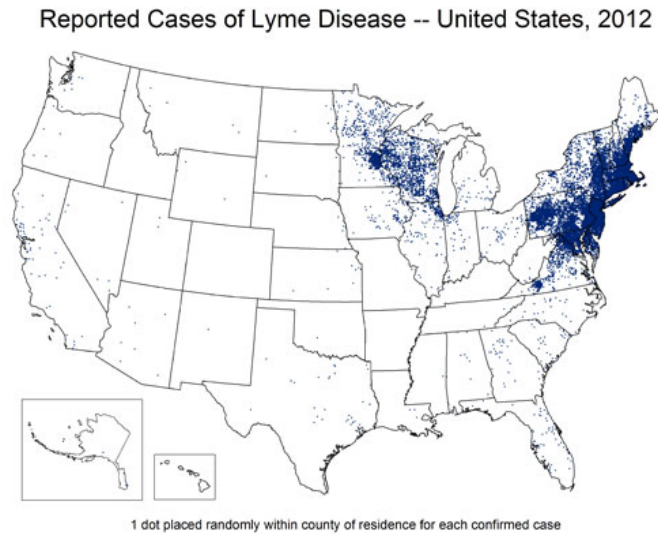 Reported Cases of Lyme Disease -- United States, 2012
1 dot placed randomly within county of residence for each confirmed case